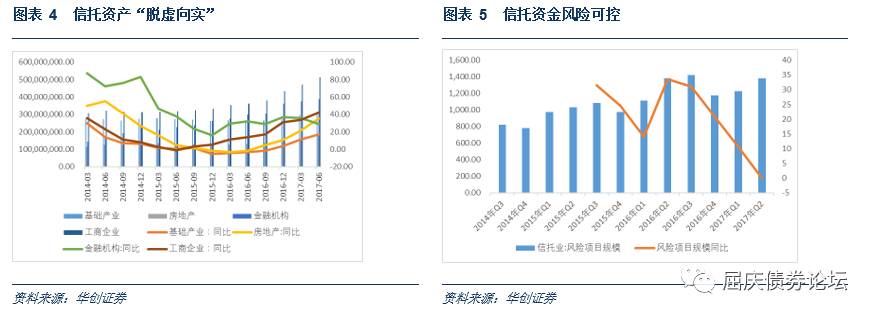 图表 4 信托资产“脱虚向实”
600,000,000.00
500,000,000.00
400,000,000.00
300,000,000.00
200,000,000.00
100,000,000.00
0.00
100.00
80.00
60.00
40.00
20.00
0.00
-20.00
2014-03
2014-06
2014-09
2014-12
2015-03
2015-06
2015-09
2015-12
2016-03
2016-06
2016-09
2016-12
2017-03
2017-06
基础产业
房地产
金融机构
工商企业
基础产业：同比
房地产:同比
金融机构:同比
工商企业：同比
资料来源：华创证券
图表 5 信托资金风险可控
1,600.00
1,400.00
1,200.00
1,000.00
800.00
600.00
400.00
200.00
0.00
40
35
30
25
20
15
10
5
0
-5
2014年Q3
2014年Q4
2015年Q1
2015年Q2
2015年Q3
2015年Q4
2016年Q1
2016年Q2
2016年Q3
2016年Q4
2017年Q1
2017年Q2
信托业:风险项目规模
风险项目规模同比
屈庆债券论坛
资料来源：华创证券